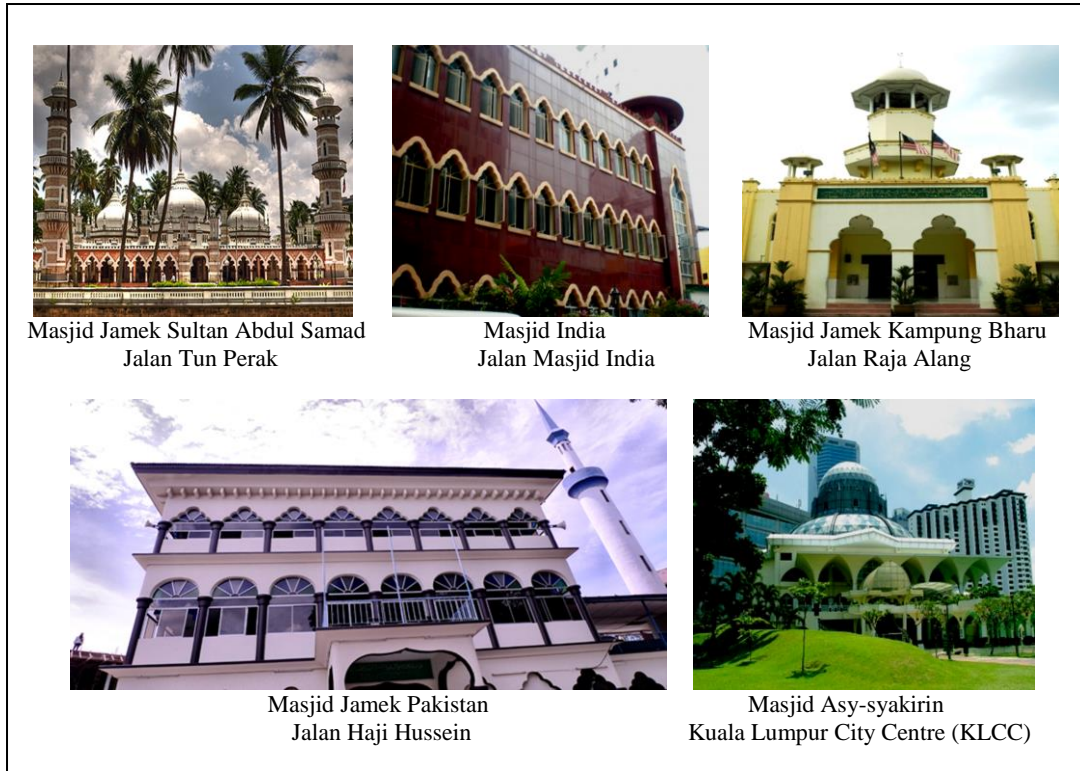 Masjid Jamek Sultan Abdul Samad
Jalan Tun Perak
Masjid India
Jalan Masjid India
Masjid Jamek Kampung Bharu
Jalan Raja Alang
Masjid Jamek Pakistan
Jalan Haji Hussein
Masjid Asy-syakirin
Kuala Lumpur City Centre (KLCC)